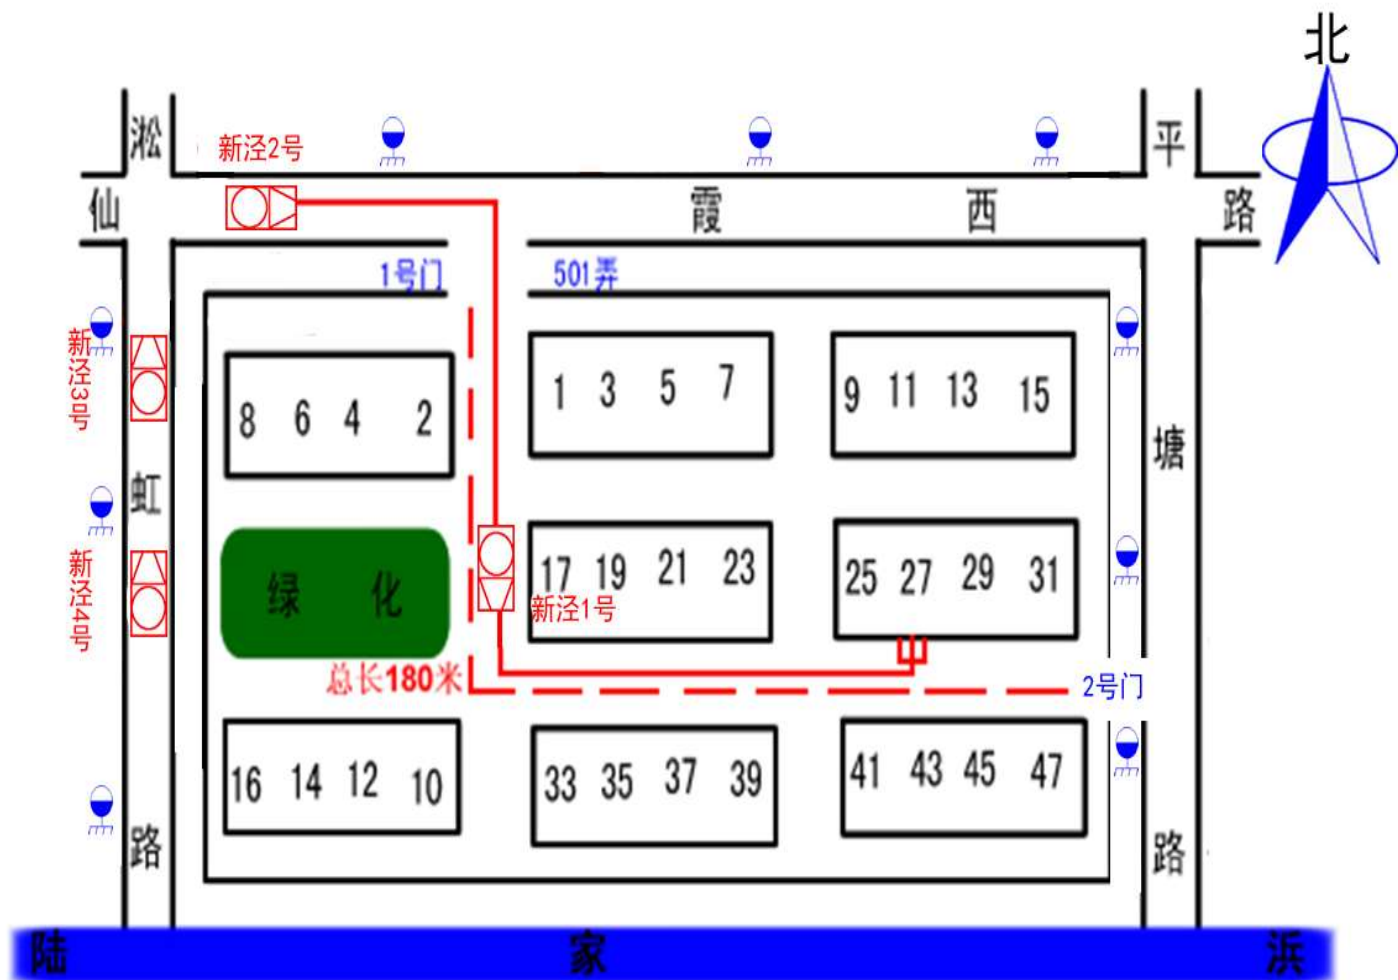 北
淞
平
新泾2号
仙
霞
西
路
1号门
501弄
新泾3号
8 6 4 2
1 3 5 7
9 11 13 15
塘
虹
新泾4号
绿 化
17 19 21 23
25 27 29 31
新泾1号
总长180米
2号门
16 14 12 10
33 35 37 39
41 43 45 47
路
路
陆 家 浜